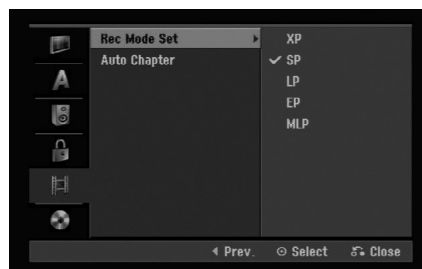 Rec Mode Set
Auto Chapter
XP
SP
LP
EP
MLP
A
Prev.
Select
Close